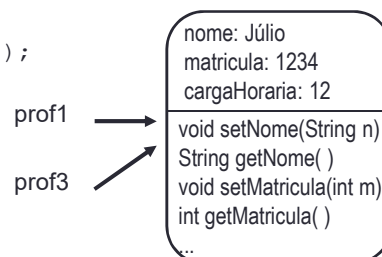 );
nome: Júlio
matricula: 1234
cargaHoraria: 12
prof1
prof3
void setNome(String n)
String getNome( )
void setMatricula(int m)
int getMatricula( )
...